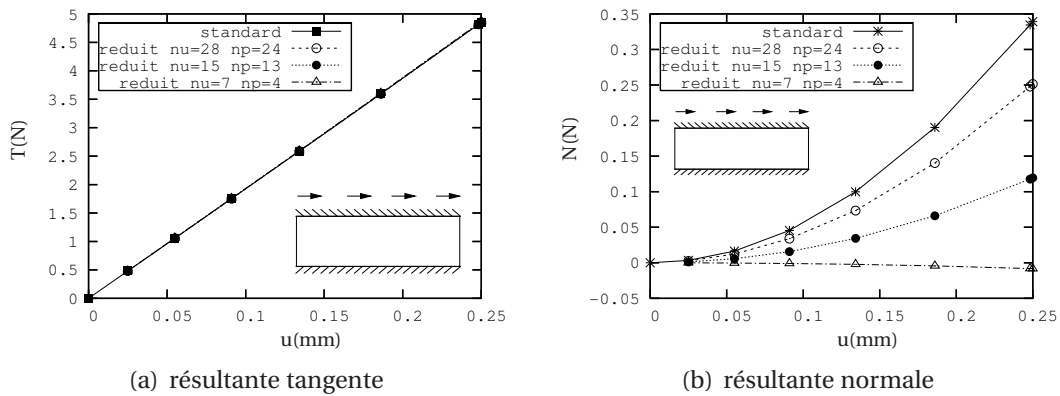 5
4.5
4
3.5
3
2.5
2
1.5
1
0.5
0
T(N)
standard
reduit nu=28 np=24
reduit nu=15 np=13
reduit nu=7 np=4
0 0.05 0.1 0.15 0.2 0.25
u(mm)
(a) résultante tangente
0.35
0.3
0.25
0.2
0.15
0.1
0.05
0
−0.05
N(N)
standard
reduit nu=28 np=24
reduit nu=15 np=13
reduit nu=7 np=4
0 0.05 0.1 0.15 0.2 0.25
u(mm)
(b) résultante normale